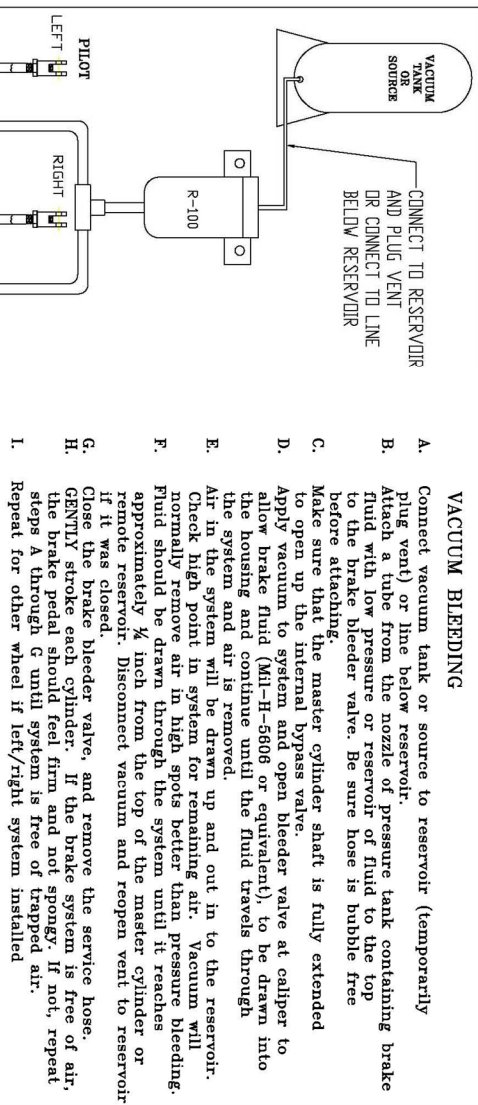 VACUUM
TANK
OR
SOURCE
CONNECT TO RESERVOIR
AND PLUG VENT
OR CONNECT TO LINE
BELOW RESERVOIR
R-100
PILOT
LEFT
RIGHT
VACUUM BLEEDING
A. Connect vacuum tank or source to reservoir (temporarily
plug vent) or line below reservoir.
B. Attach a tube from the nozzle of pressure tank containing brake
fluid with low pressure or reservoir of fluid to the top
to the brake bleeder valve. Be sure hose is bubble free
before attaching.
C. Make sure that the master cylinder shaft is fully extended
to open up the internal bypass valve.
D. Apply vacuum to system and open bleeder valve at caliper to
allow brake fluid (Mil-H-5606 or equivalent), to be drawn into
the housing and continue until the fluid travels through
the system and air is removed.
E. Air in the system will be drawn up and out in to the reservoir.
Check high point in system for remaining air. Vacuum will
normally remove air in high spots better than pressure bleeding.
F. Fluid should be drawn through the system until it reaches
approximately ¼ inch from the top of the master cylinder or
remote reservoir. Disconnect vacuum and reopen vent to reservoir
if it was closed.
G. Close the brake bleeder valve, and remove the service hose.
H. GENTLY stroke each cylinder. If the brake system is free of air,
the brake pedal should feel firm and not spongy. If not, repeat
steps A through G until system is free of trapped air.
I. Repeat for other wheel if left/right system installed